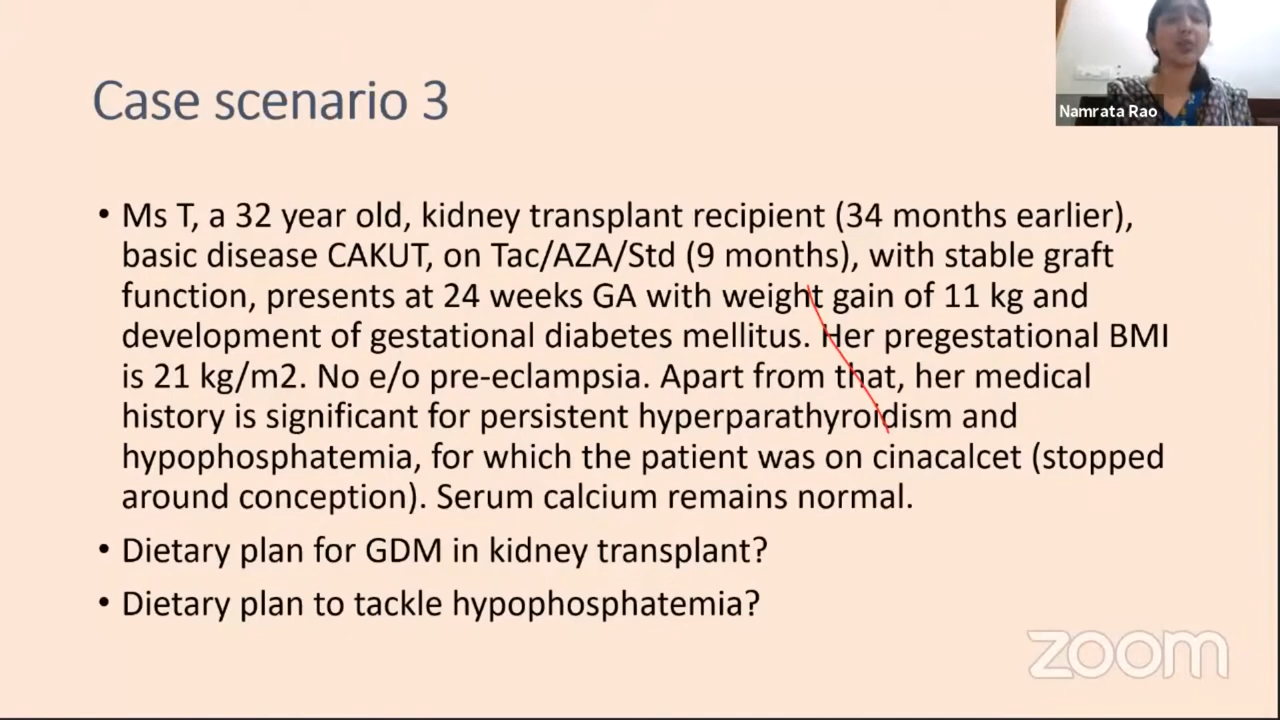 Namrata Rao
Case scenario 3
• Ms T, a 32 year old, kidney transplant recipient (34 months earlier),
basic disease CAKUT, on Tac/AZA/Std (9 months), with stable graft
function, presents at 24 weeks GA with weight gain of 11 kg and
development of gestational diabetes mellitus. Her pregestational BMI
is 21 kg/m2. No e/o pre-eclampsia. Apart from that, her medical
history is significant for persistent hyperparathyroidism and
hypophosphatemia, for which the patient was on cinacalcet (stopped
around conception). Serum calcium remains normal.
• Dietary plan for GDM in kidney transplant?
• Dietary plan to tackle hypophosphatemia?
zoom